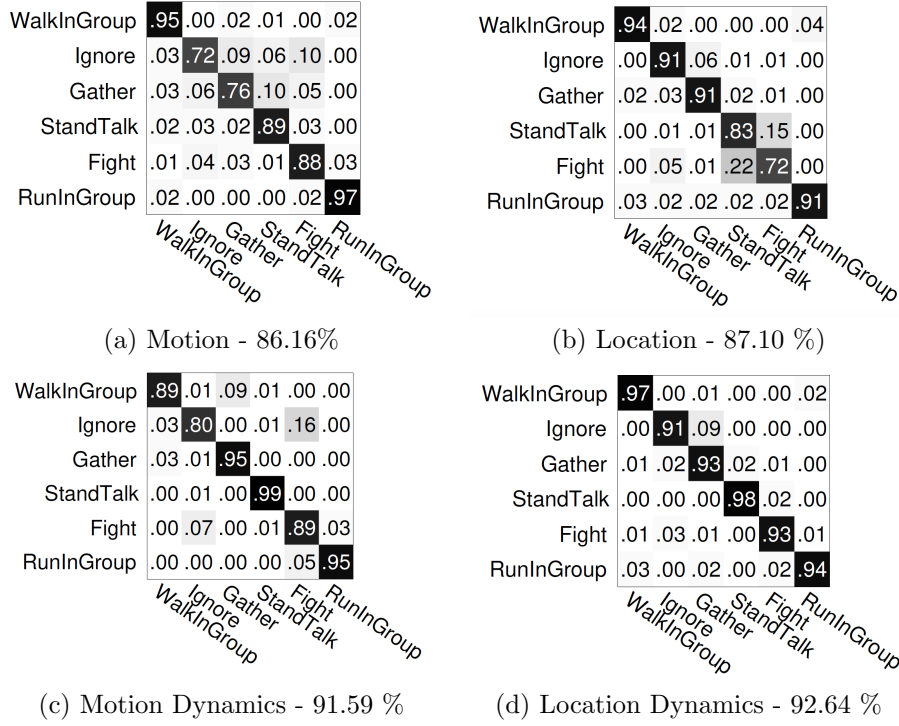 WalkInGroup .95 .00 .02 .01 .00 .02
Ignore .03 .72 .09 .06 .10 .00
Gather .03 .06 .76 .10 .05 .00
StandTalk .02 .03 .02 .89 .03 .00
Fight .01 .04 .03 .01 .88 .03
RunInGroup .02 .00 .00 .00 .02 .97
WalkInGroup Ignore Gather StandTalk Fight RunInGroup
(a) Motion - 86.16%
WalkInGroup .94 .02 .00 .00 .00 .04
Ignore .00 .91 .06 .01 .01 .00
Gather .02 .03 .91 .02 .01 .00
StandTalk .00 .01 .01 .83 .15 .00
Fight .00 .05 .01 .22 .72 .00
RunInGroup .03 .02 .02 .02 .02 .91
WalkInGroup Ignore Gather StandTalk Fight RunInGroup
(b) Location - 87.10 %)
WalkInGroup .89 .01 .09 .01 .00 .00
Ignore .03 .80 .00 .01 .16 .00
Gather .03 .01 .95 .00 .00 .00
StandTalk .00 .01 .00 .99 .00 .00
Fight .00 .07 .00 .01 .89 .03
RunInGroup .00 .00 .00 .00 .05 .95
WalkInGroup Ignore Gather StandTalk Fight RunInGroup
(c) Motion Dynamics - 91.59 %
WalkInGroup .97 .00 .01 .00 .00 .02
Ignore .00 .91 .09 .00 .00 .00
Gather .01 .02 .93 .02 .01 .00
StandTalk .00 .00 .00 .98 .02 .00
Fight .01 .03 .01 .00 .93 .01
RunInGroup .03 .00 .02 .00 .02 .94
WalkInGroup Ignore Gather StandTalk Fight RunInGroup
(d) Location Dynamics - 92.64 %